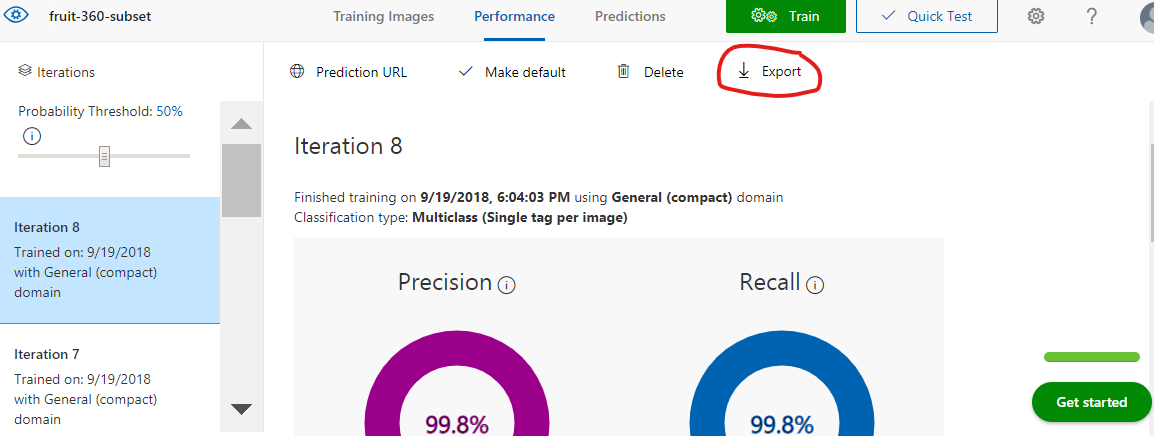 fruit-360-subset
Training Images
Performance
Predictions
Train
Quick Test
?
Iterations
Probability Threshold: 50%
i
Iteration 8
Trained on: 9/19/2018
with General (compact)
domain
Iteration 7
Trained on: 9/19/2018
with General (compact)
domain
Prediction URL
Make default
Delete
Export
Iteration 8
Finished training on 9/19/2018, 6:04:03 PM using General (compact) domain
Classification type: Multiclass (Single tag per image)
Precision i
Recall i
99.8%
99.8%
Get started